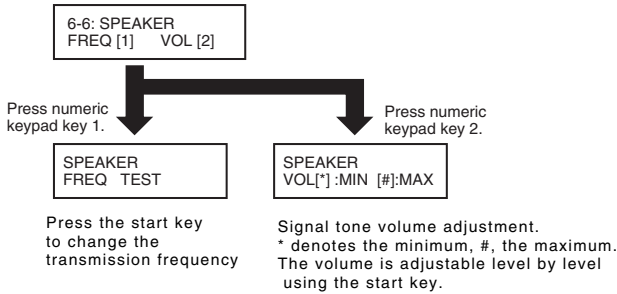 6-6: SPEAKER
FREQ [1] VOL [2]
Press numeric
keypad key 1.
Press numeric
keypad key 2.
SPEAKER
FREQ TEST
SPEAKER
VOL[*] :MIN [#]:MAX
Press the start key
to change the
transmission frequency
Signal tone volume adjustment.
* denotes the minimum, #, the maximum.
The volume is adjustable level by level
using the start key.